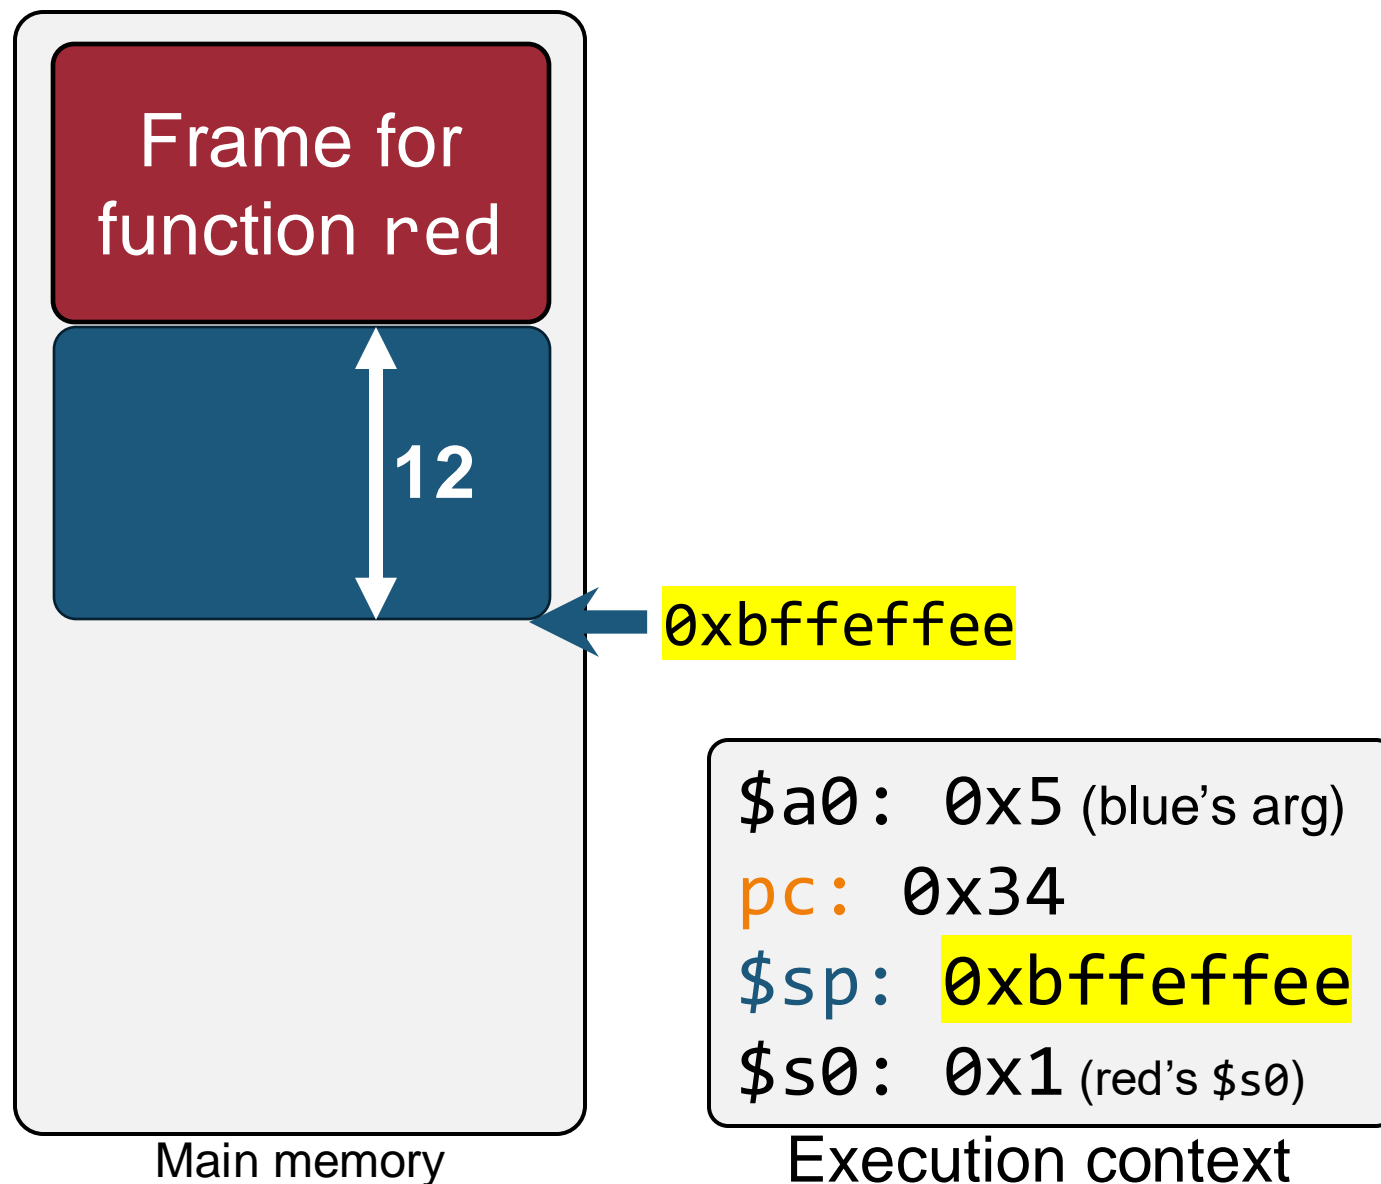 Frame for
function red
12
0xbffeffee
$a0: 0x5 (blue’s arg)
pc: 0x34
$sp: 0xbffeffee
$s0: 0x1 (red’s $s0)
Main memory
Execution context